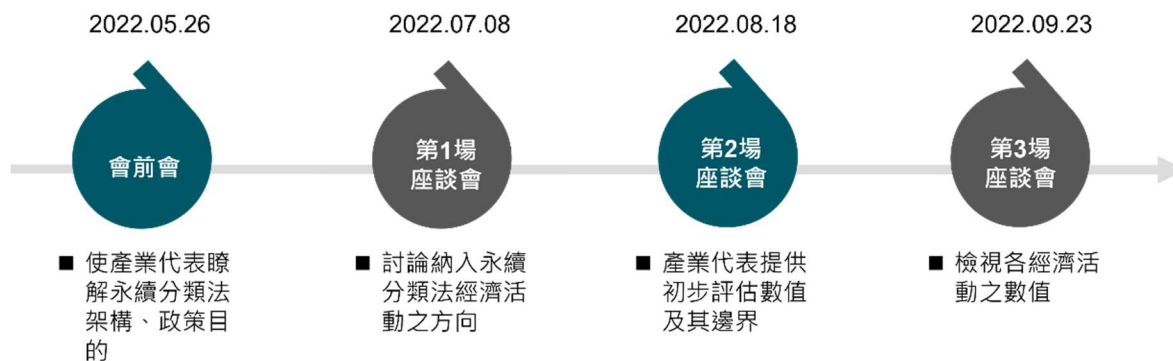 2022.05.26
2022.07.08
2022.08.18
2022.09.23
會前會
第1場
座談會
第2場
座談會
第3場
座談會
■ 使產業代表瞭
解永續分類法
架構、政策目
的
■ 討論納入永續
分類法經濟活
動之方向
■ 產業代表提供
初步評估數值
及其邊界
■ 檢視各經濟活
動之數值